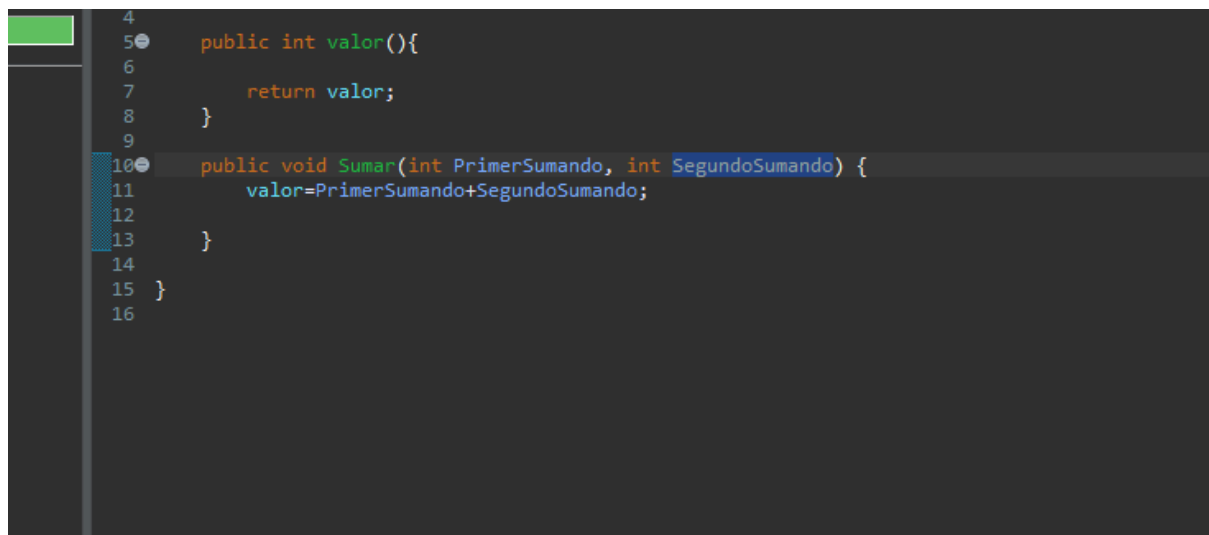 4
5 public int valor(){
6
7 return valor;
8 }
9
10 public void Sumar(int PrimerSumando, int SegundoSumando) {
11 valor=PrimerSumando+SegundoSumando;
12
13 }
14
15 }
16